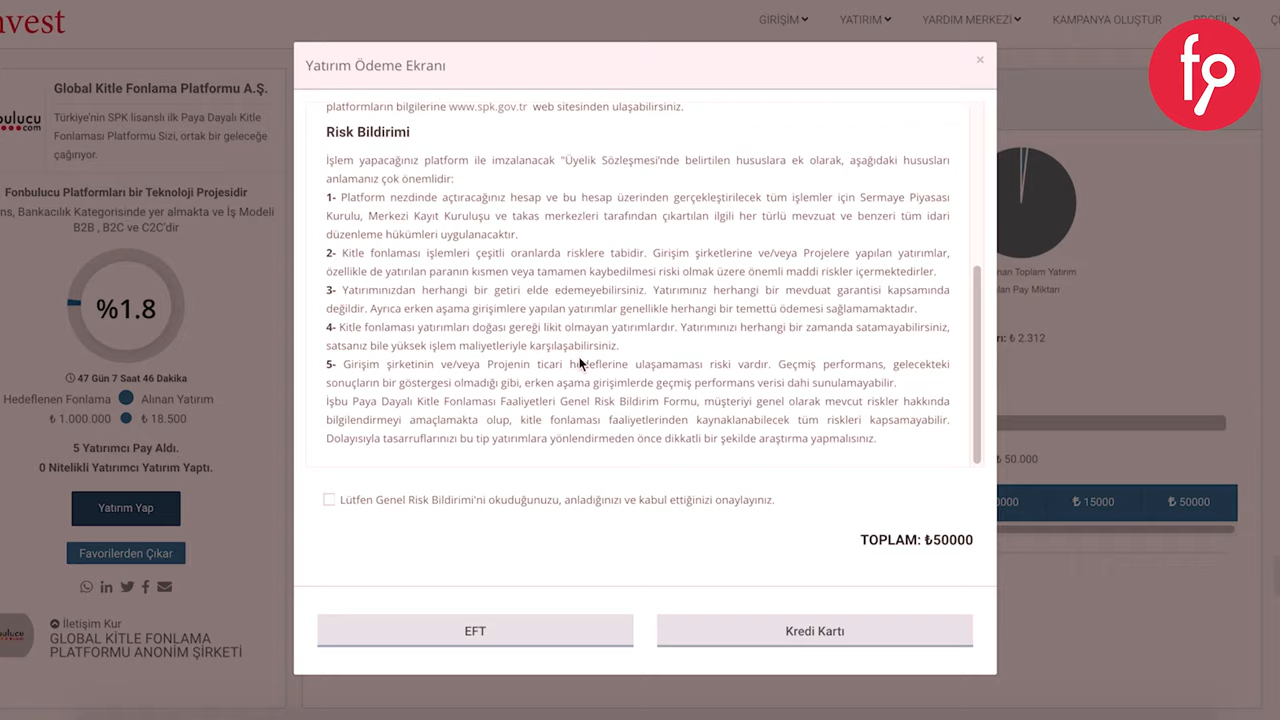 nvest
GİRİŞİM
YATIRIM
YARDIM MERKEZİ
KAMPANYA OLUŞTUR
PROFİL
fo
Global Kitle Fonlama Platformu A.Ş.
Türkiye'nin SPK lisanslı ilk Paya Dayalı Kitle
Fonlaması Platformu Sizi, ortak bir geleceğe
çağırıyor.
bulucu
com
Fonbulucu Platformları bir Teknoloji Projesidir
ns, Bankacılık Kategorisinde yer almakta ve İş Modeli
B2B , B2C ve C2C'dir
%1.8
47 Gün 7 Saat 46 Dakika
Hedeflenen Fonlama
Alınan Yatırım
₺ 1.000.000
₺ 18.500
5 Yatırımcı Pay Aldı.
0 Nitelikli Yatırımcı Yatırım Yaptı.
Yatırım Yap
Favorilerden Çıkar
İletişim Kur
GLOBAL KİTLE FONLAMA
PLATFORMU ANONİM ŞİRKETİ
Yatırım Ödeme Ekranı
×
platformların bilgilerine www.spk.gov.tr web sitesinden ulaşabilirsiniz.
Risk Bildirimi
İşlem yapacağınız platform ile imzalanacak "Üyelik Sözleşmesi'nde belirtilen hususlara ek olarak, aşağıdaki hususları
anlamanız çok önemlidir:
1- Platform nezdinde açtıracağınız hesap ve bu hesap üzerinden gerçekleştirilecek tüm işlemler için Sermaye Piyasası
Kurulu, Merkezi Kayıt Kuruluşu ve takas merkezleri tarafından çıkartılan ilgili her türlü mevzuat ve benzeri tüm idari
düzenleme hükümleri uygulanacaktır.
2- Kitle fonlaması işlemleri çeşitli oranlarda risklere tabidir. Girişim şirketlerine ve/veya Projelere yapılan yatırımlar,
özellikle de yatırılan paranın kısmen veya tamamen kaybedilmesi riski olmak üzere önemli maddi riskler içermektedirler.
3- Yatırımınızdan herhangi bir getiri elde edemeyebilirsiniz. Yatırımınız herhangi bir mevduat garantisi kapsamında
değildir. Ayrıca erken aşama girişimlere yapılan yatırımlar genellikle herhangi bir temettü ödemesi sağlamamaktadır.
4- Kitle fonlaması yatırımları doğası gereği likit olmayan yatırımlardır. Yatırımınızı herhangi bir zamanda satamayabilirsiniz,
satsanız bile yüksek işlem maliyetleriyle karşılaşabilirsiniz.
5- Girişim şirketinin ve/veya Projenin ticari hedeflerine ulaşamaması riski vardır. Geçmiş performans, gelecekteki
sonuçların bir göstergesi olmadığı gibi, erken aşama girişimlerde geçmiş performans verisi dahi sunulamayabilir.
İşbu Paya Dayalı Kitle Fonlaması Faaliyetleri Genel Risk Bildirim Formu, müşteriyi genel olarak mevcut riskler hakkında
bilgilendirmeyi amaçlamakta olup, kitle fonlaması faaliyetlerinden kaynaklanabilecek tüm riskleri kapsamayabilir.
Dolayısıyla tasarruflarınızı bu tip yatırımlara yönlendirmeden önce dikkatli bir şekilde araştırma yapmalısınız.
Lütfen Genel Risk Bildirimi'ni okuduğunuzu, anladığınızı ve kabul ettiğinizi onaylayınız.
TOPLAM: ₺50000
EFT
Kredi Kartı
nan Toplam Yatırım
lan Pay Miktarı
rı: ₺ 2.312
₺ 50.000
0000
₺ 15000
₺ 50000